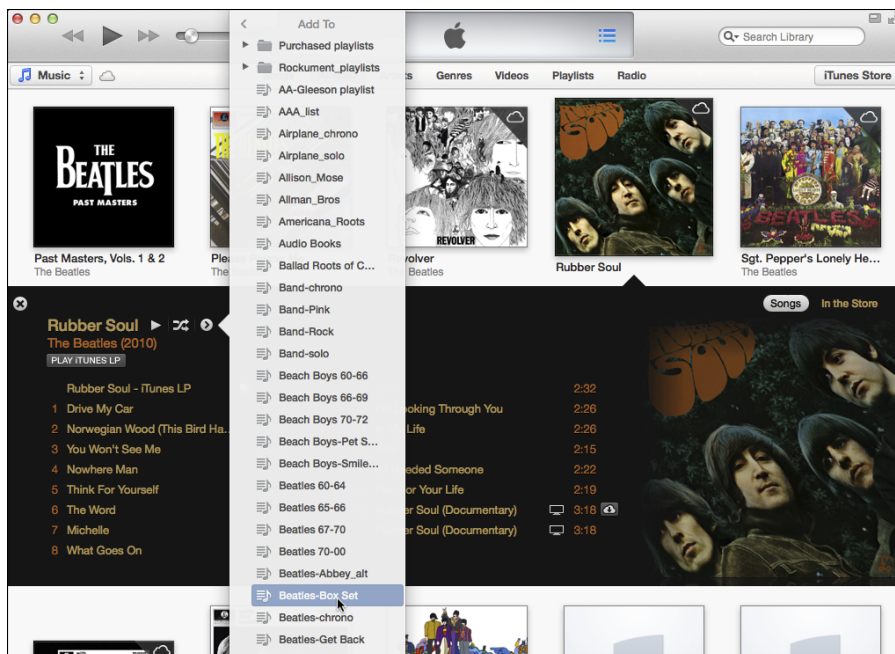 Add To
Search Library
Music
Genres
Videos
Playlists
Radio
iTunes Store
Purchased playlists
Rockument_playlists
AA-Gleeson playlist
AAA_list
Airplane_chrono
Airplane_solo
Allison_Mose
Allman_Bros
Americana_Roots
Audio Books
Ballad Roots of C...
Band-chrono
Band-Pink
Band-Rock
Band-solo
Beach Boys 60-66
Beach Boys 66-69
Beach Boys 70-72
Beach Boys-Pet S...
Beach Boys-Smile...
Beatles 60-64
Beatles 65-66
Beatles 67-70
Beatles 70-00
Beatles-Abbey_alt
Beatles-Box Set
Beatles-chrono
Beatles-Get Back
THE
BEATLES
PAST MASTERS
REVOLVER
RUBBER SOUL
Past Masters, Vols. 1 & 2
The Beatles
Rubber Soul
Sgt. Pepper's Lonely He...
The Beatles
Songs
In the Store
Rubber Soul
The Beatles (2010)
PLAY iTUNES LP
Rubber Soul - iTunes LP
1 Drive My Car
2 Norwegian Wood (This Bird Ha...
3 You Won't See Me
4 Nowhere Man
5 Think For Yourself
6 The Word
7 Michelle
8 What Goes On
2:32
oking Through You 2:26
Life 2:26
2:15
eded Someone 2:22
or Your Life 2:19
er Soul (Documentary) 3:18
er Soul (Documentary) 3:18
RUBBER SOUL